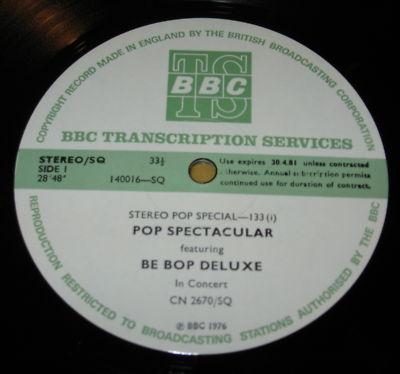 COPYRIGHT RECORD MADE IN ENGLAND BY THE BRITISH BROADCASTING CORPORATION
TS
BBC
BBC TRANSCRIPTION SERVICES
STEREO/SQ 33⅓
SIDE 1
28'48" 140016—SQ
Use expires 30.4.81 unless contracted
otherwise. Annual subscription permits
continued use for duration of contract.
STEREO POP SPECIAL—133 (i)
POP SPECTACULAR
featuring
BE BOP DELUXE
In Concert
CN 2670/SQ
℗ BBC 1976
REPRODUCTION RESTRICTED TO BROADCASTING STATIONS AUTHORISED BY THE BBC